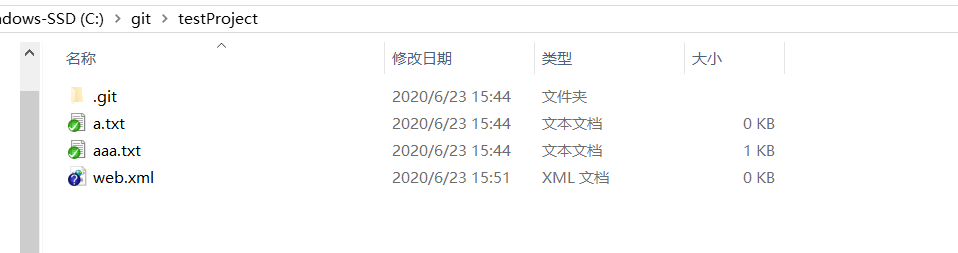 ndows-SSD (C:) > git > testProject
名称 修改日期 类型 大小
.git 2020/6/23 15:44 文件夹
a.txt 2020/6/23 15:44 文本文档 0 KB
aaa.txt 2020/6/23 15:44 文本文档 1 KB
web.xml 2020/6/23 15:51 XML 文档 0 KB